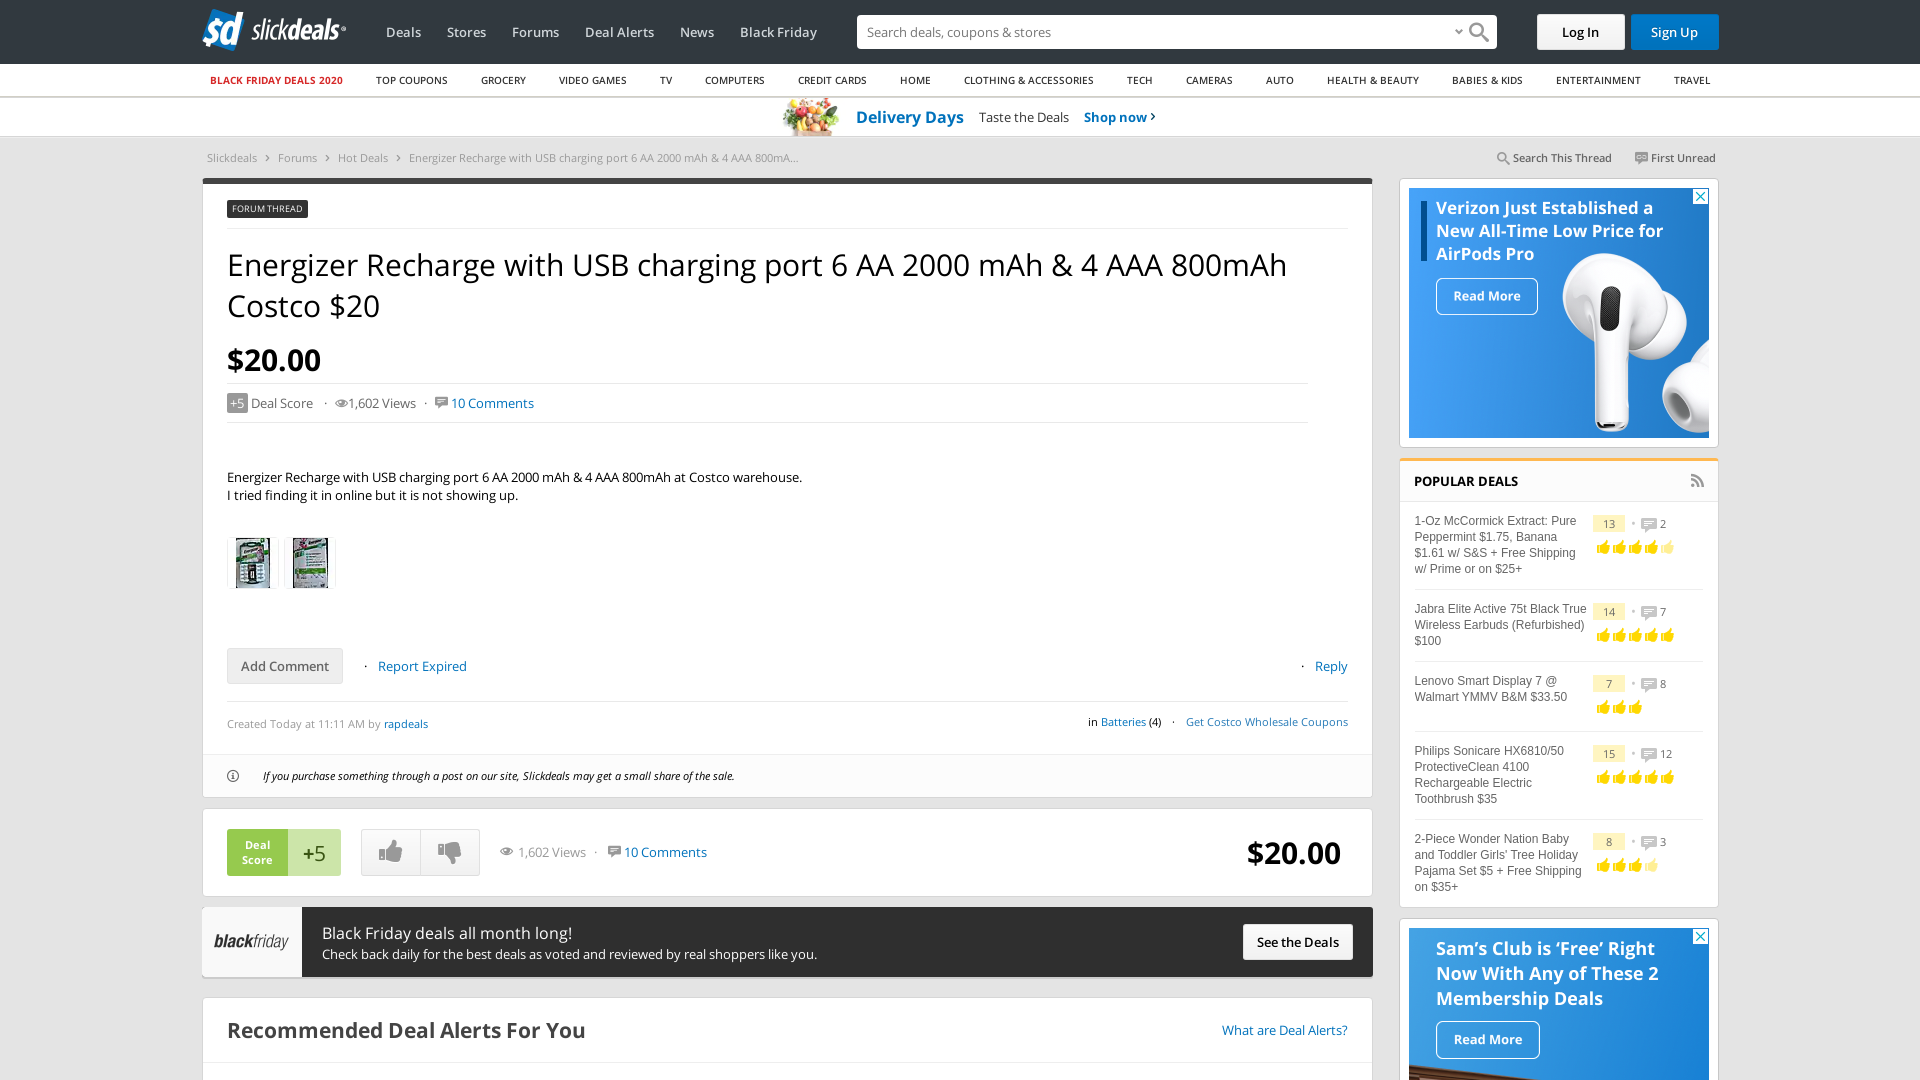 slickdeals
Deals
Stores
Forums
Deal Alerts
News
Black Friday
Search deals, coupons & stores
Log In
Sign Up
BLACK FRIDAY DEALS 2020
TOP COUPONS
GROCERY
VIDEO GAMES
TV
COMPUTERS
CREDIT CARDS
HOME
CLOTHING & ACCESSORIES
TECH
CAMERAS
AUTO
HEALTH & BEAUTY
BABIES & KIDS
ENTERTAINMENT
TRAVEL
Delivery Days Taste the Deals Shop now
Slickdeals > Forums > Hot Deals > Energizer Recharge with USB charging port 6 AA 2000 mAh & 4 AAA 800mA...
Search This Thread
First Unread
FORUM THREAD
Energizer Recharge with USB charging port 6 AA 2000 mAh & 4 AAA 800mAh
Costco $20
$20.00
+5 Deal Score · 1,602 Views · 10 Comments
Energizer Recharge with USB charging port 6 AA 2000 mAh & 4 AAA 800mAh at Costco warehouse.
I tried finding it in online but it is not showing up.
Add Comment · Report Expired
· Reply
Created Today at 11:11 AM by rapdeals
in Batteries (4) · Get Costco Wholesale Coupons
If you purchase something through a post on our site, Slickdeals may get a small share of the sale.
Deal
Score
+5
1,602 Views · 10 Comments
$20.00
blackfriday
Black Friday deals all month long!
Check back daily for the best deals as voted and reviewed by real shoppers like you.
See the Deals
Recommended Deal Alerts For You
What are Deal Alerts?
Verizon Just Established a
New All-Time Low Price for
AirPods Pro
Read More
POPULAR DEALS
1-Oz McCormick Extract: Pure
Peppermint $1.75, Banana
$1.61 w/ S&S + Free Shipping
w/ Prime or on $25+
13 • 2
Jabra Elite Active 75t Black True
Wireless Earbuds (Refurbished)
$100
14 • 7
Lenovo Smart Display 7 @
Walmart YMMV B&M $33.50
7 • 8
Philips Sonicare HX6810/50
ProtectiveClean 4100
Rechargeable Electric
Toothbrush $35
15 • 12
2-Piece Wonder Nation Baby
and Toddler Girls' Tree Holiday
Pajama Set $5 + Free Shipping
on $35+
8 • 3
Sam's Club is 'Free' Right
Now With Any of These 2
Membership Deals
Read More